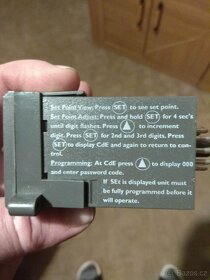 Set Point View: Press SET to see set point.
Set Point Adjust: Press and hold SET for 4 sec's
until digit flashes. Press to increment
digit. Press SET for 2nd and 3rd digits. Press
SET to display CdE and again to return to con-
trol.
Programming: At CdE press to display 000
and enter password code.
If SEt is displayed unit must
be fully programmed before it
will operate.